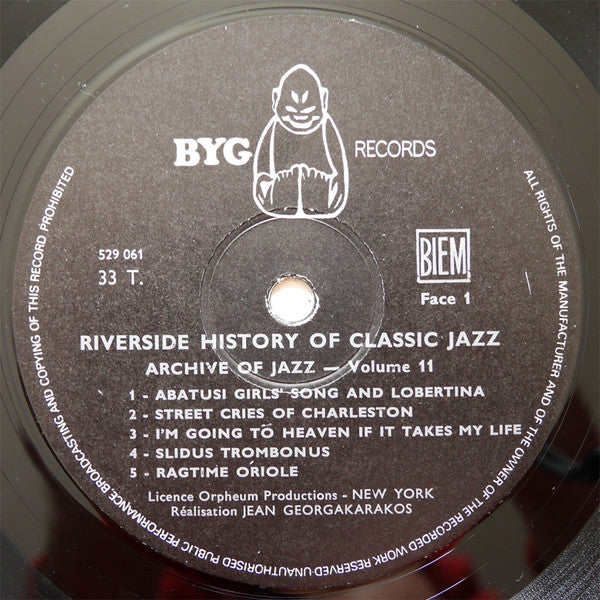 BYG RECORDS
529 061
33 T.
BIEM
Face 1
RIVERSIDE HISTORY OF CLASSIC JAZZ
ARCHIVE OF JAZZ — Volume 11
1 - ABATUSI GIRLS' SONG AND LOBERTINA
2 - STREET CRIES OF CHARLESTON
3 - I'M GOING TO HEAVEN IF IT TAKES MY LIFE
4 - SLIDUS TROMBONUS
5 - RAGTIME ORIOLE
Licence Orpheum Productions - NEW YORK
Réalisation JEAN GEORGAKARAKOS
ALL RIGHTS OF THE MANUFACTURER AND OF THE OWNER OF THE RECORDED WORK RESERVED-UNAUTHORISED PUBLIC PERFORMANCE BROADCASTING AND COPYING OF THIS RECORD PROHIBITED